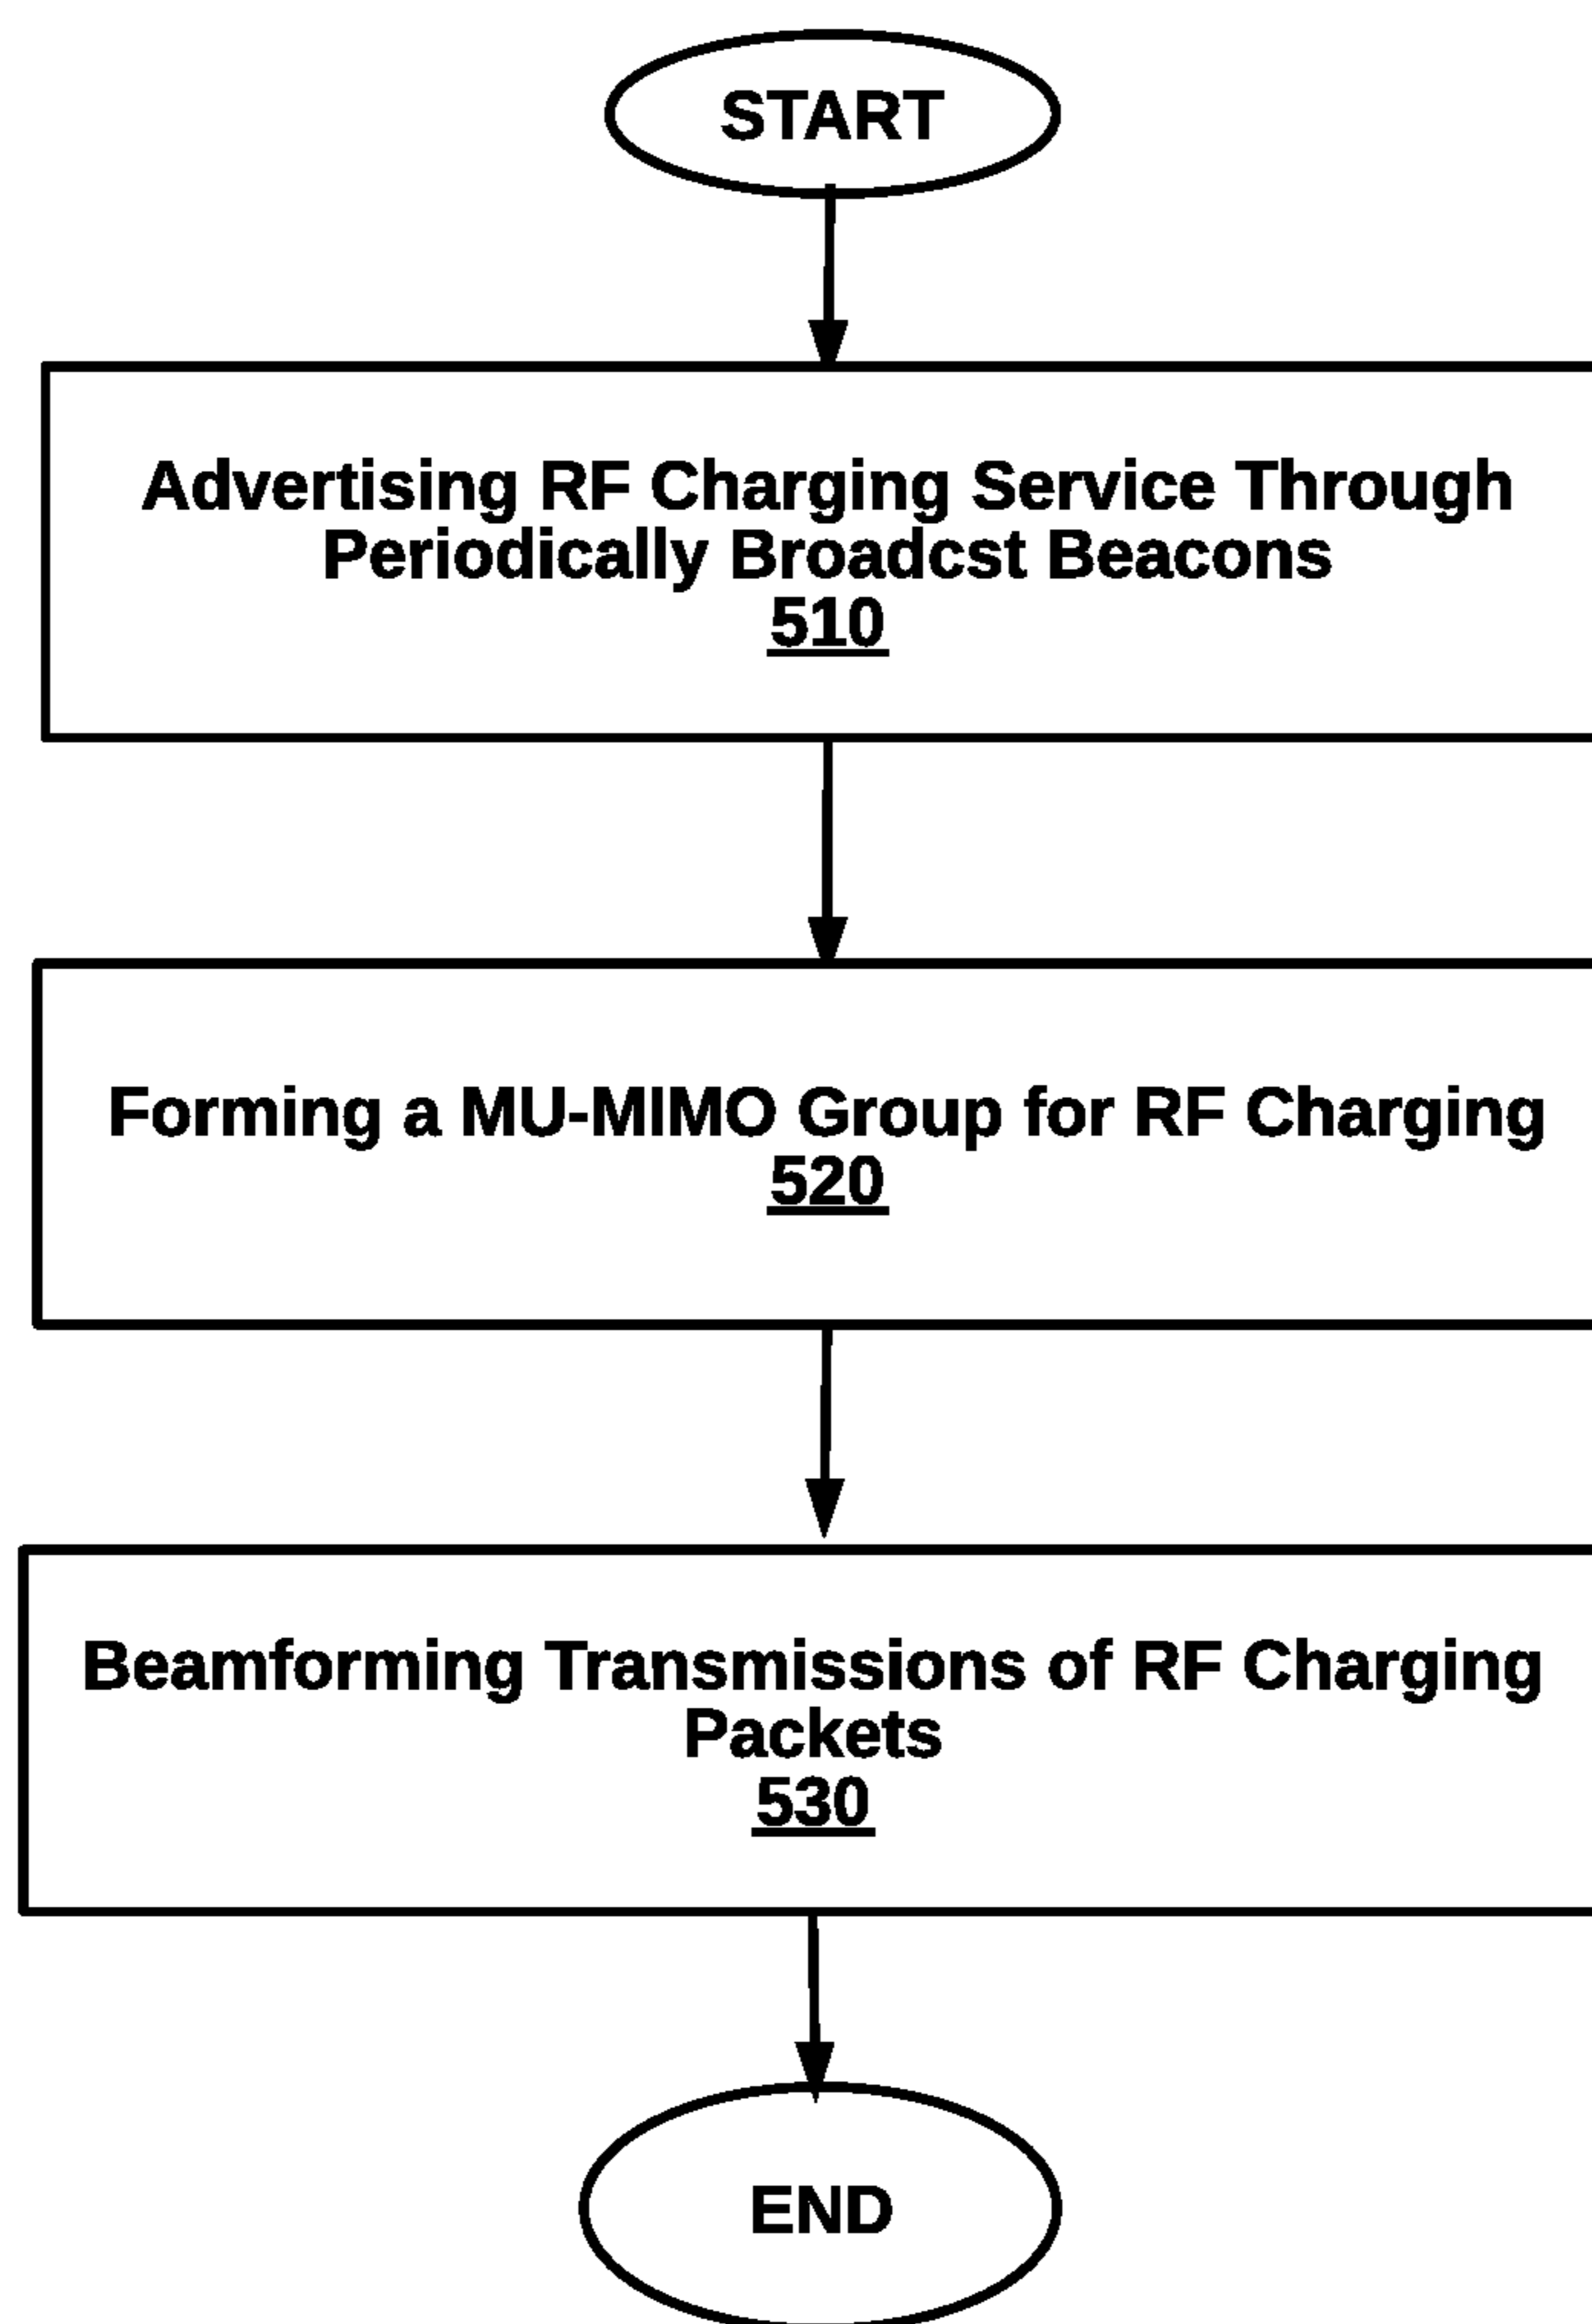 START
Advertising RF Charging Service Through
Periodically Broadcst Beacons
510
Forming a MU-MIMO Group for RF Charging
520
Beamforming Transmissions of RF Charging
Packets
530
END